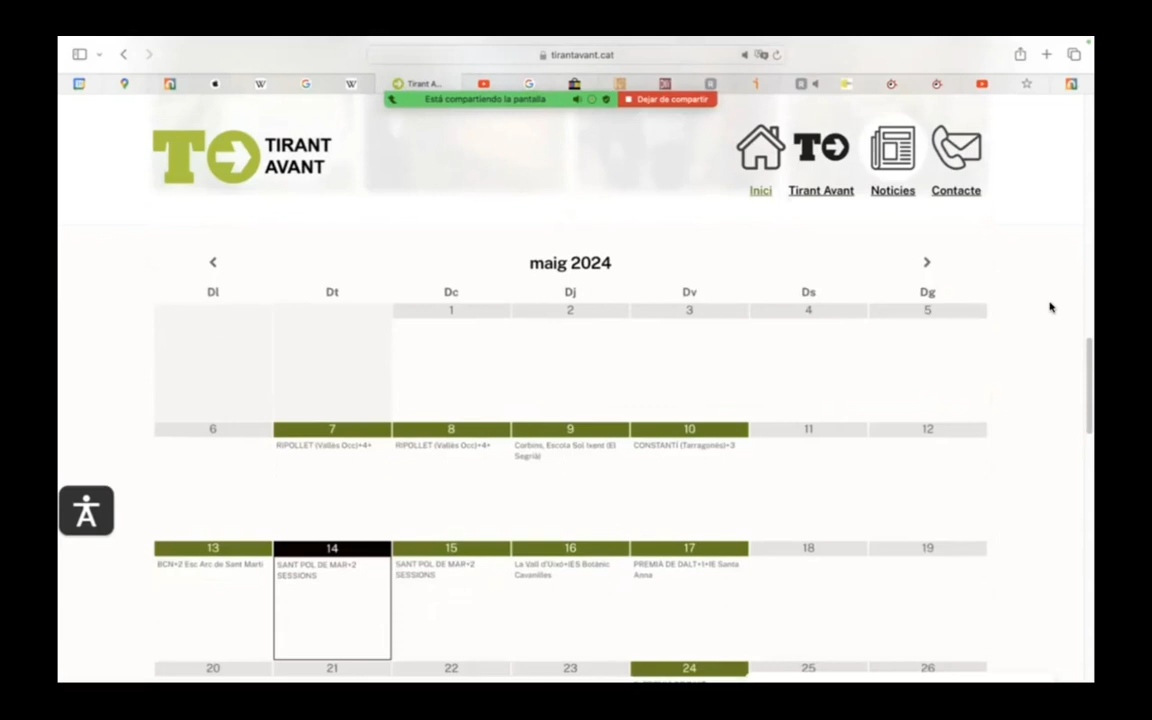 tirantavant.cat
Tirant A...
Está compartiendo la pantalla
Dejar de compartir
TO TIRANT
AVANT
TO
Inici Tirant Avant Noticies Contacte
maig 2024
Dl Dt Dc Dj Dv Ds Dg
1 2 3 4 5
6 7 8 9 10 11 12
RIPOLLET (Vallès Occ)+4+ RIPOLLET (Vallès Occ)+4+ Corbins, Escola Sol Ixent (El CONSTANTÍ (Tarragonès)+3
Segrià)
13 14 15 16 17 18 19
BCN+2 Esc Arc de Sant Martí SANT POL DE MAR+2 SANT POL DE MAR+2 La Vall d'Uixó+IES Botànic PREMIÀ DE DALT+1+IE Santa
SESSIONS SESSIONS Cavanilles Anna
20 21 22 23 24 25 26